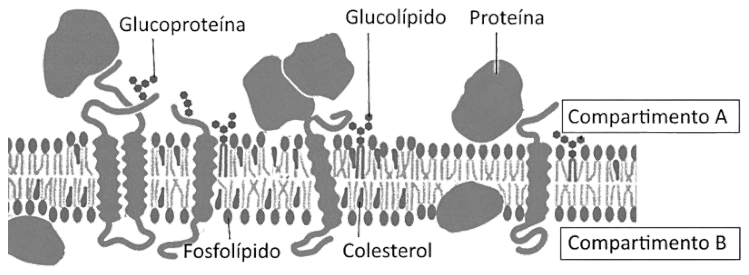 Glucoproteína
Glucolípido
Proteína
Compartimento A
Fosfolípido
Colesterol
Compartimento B